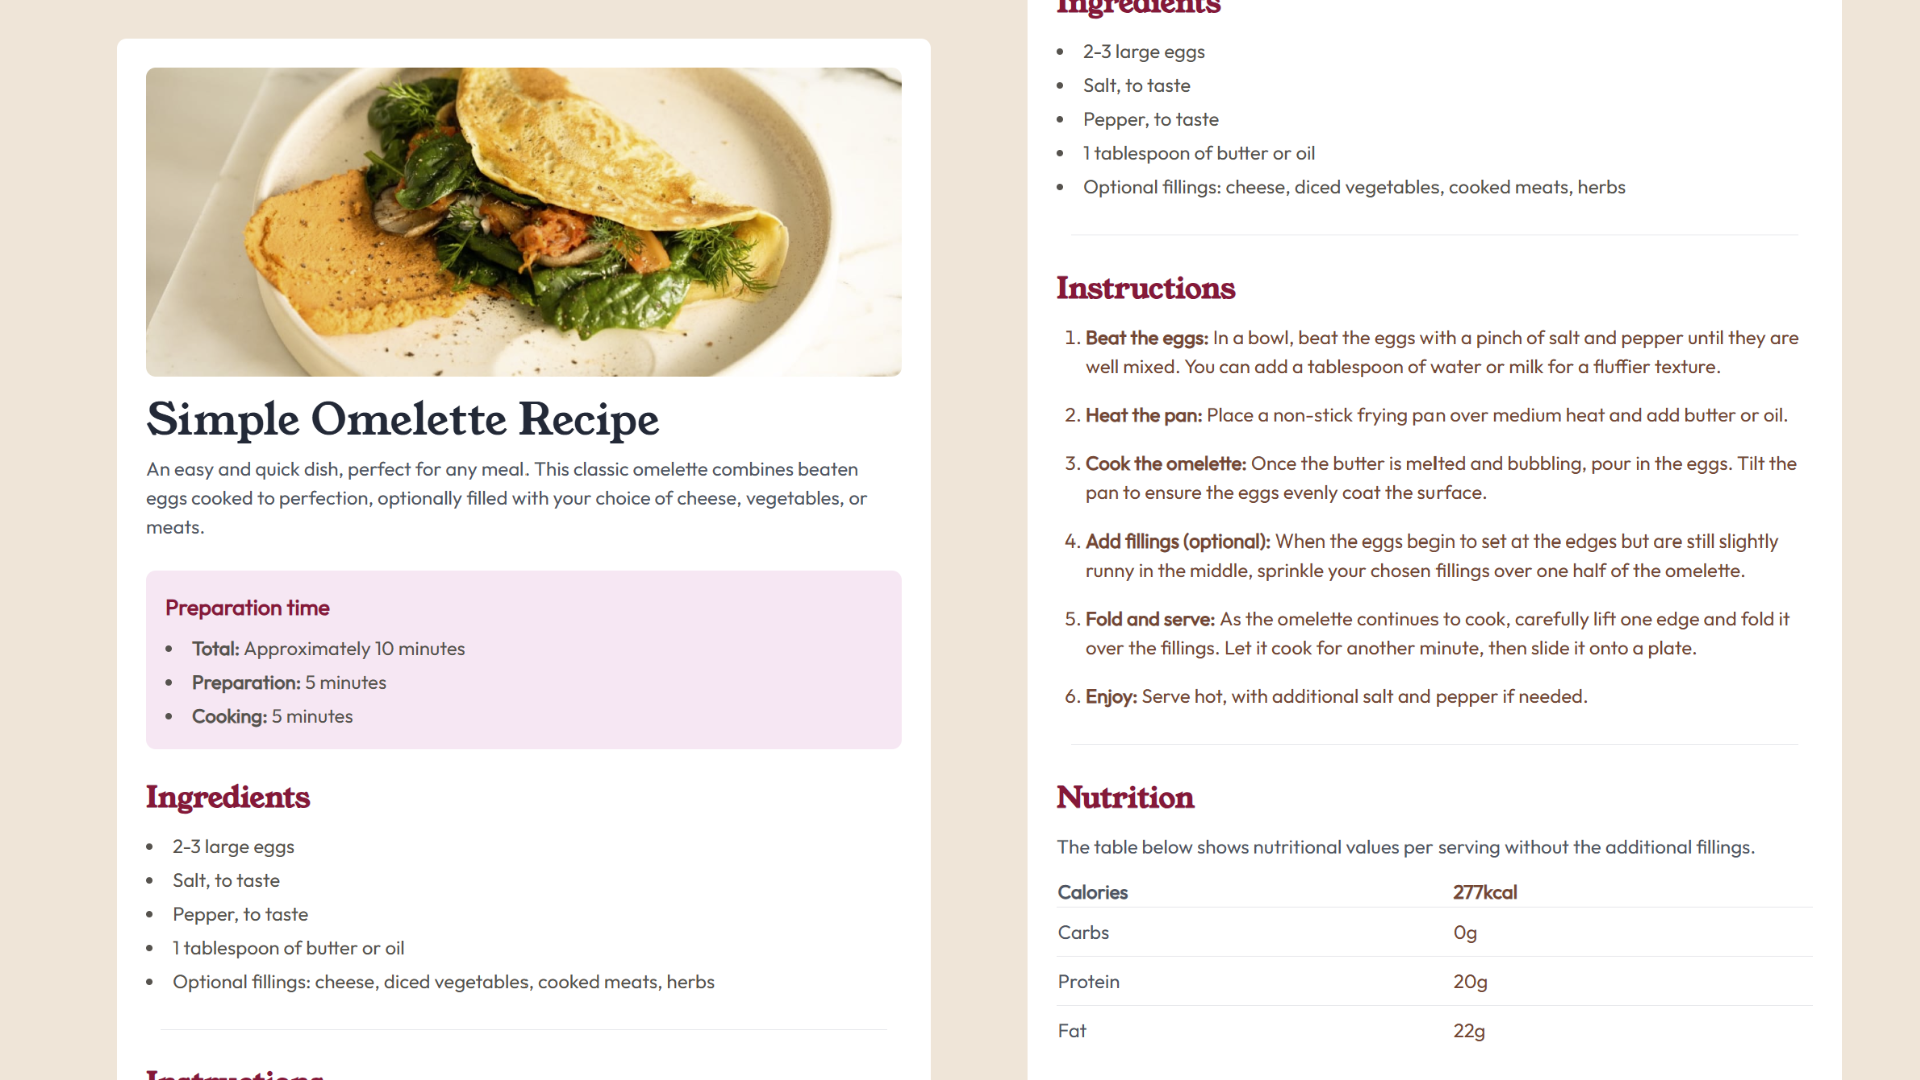 Simple Omelette Recipe
An easy and quick dish, perfect for any meal. This classic omelette combines beaten
eggs cooked to perfection, optionally filled with your choice of cheese, vegetables, or
meats.
Preparation time
Total: Approximately 10 minutes
Preparation: 5 minutes
Cooking: 5 minutes
Ingredients
2-3 large eggs
Salt, to taste
Pepper, to taste
1 tablespoon of butter or oil
Optional fillings: cheese, diced vegetables, cooked meats, herbs
Instructions
Ingredients
2-3 large eggs
Salt, to taste
Pepper, to taste
1 tablespoon of butter or oil
Optional fillings: cheese, diced vegetables, cooked meats, herbs
Instructions
1. Beat the eggs: In a bowl, beat the eggs with a pinch of salt and pepper until they are
well mixed. You can add a tablespoon of water or milk for a fluffier texture.
2. Heat the pan: Place a non-stick frying pan over medium heat and add butter or oil.
3. Cook the omelette: Once the butter is melted and bubbling, pour in the eggs. Tilt the
pan to ensure the eggs evenly coat the surface.
4. Add fillings (optional): When the eggs begin to set at the edges but are still slightly
runny in the middle, sprinkle your chosen fillings over one half of the omelette.
5. Fold and serve: As the omelette continues to cook, carefully lift one edge and fold it
over the fillings. Let it cook for another minute, then slide it onto a plate.
6. Enjoy: Serve hot, with additional salt and pepper if needed.
Nutrition
The table below shows nutritional values per serving without the additional fillings.
Calories 277kcal
Carbs 0g
Protein 20g
Fat 22g